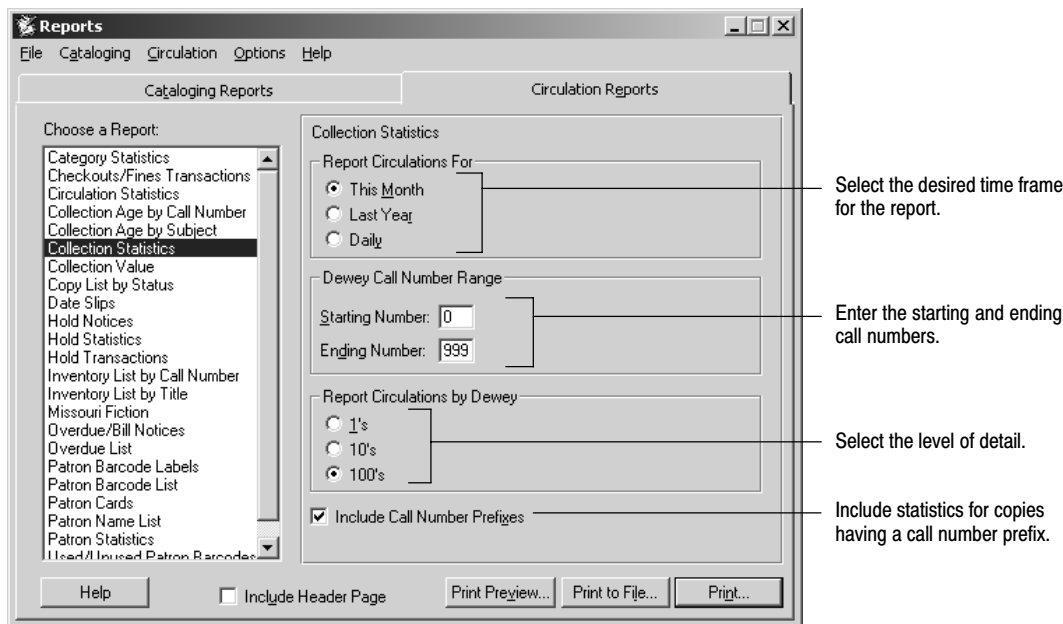 Reports
File Cataloging Circulation Options Help
Cataloging Reports
Circulation Reports
Choose a Report:
Category Statistics
Checkouts/Fines Transactions
Circulation Statistics
Collection Age by Call Number
Collection Age by Subject
Collection Statistics
Collection Value
Copy List by Status
Date Slips
Hold Notices
Hold Statistics
Hold Transactions
Inventory List by Call Number
Inventory List by Title
Missouri Fiction
Overdue/Bill Notices
Overdue List
Patron Barcode Labels
Patron Barcode List
Patron Cards
Patron Name List
Patron Statistics
Used/Unused Patron Barcodes
Collection Statistics
Report Circulations For
This Month
Last Year
Daily
Select the desired time frame
for the report.
Dewey Call Number Range
Starting Number: 0
Ending Number: 999
Enter the starting and ending
call numbers.
Report Circulations by Dewey
1's
10's
100's
Select the level of detail.
Include Call Number Prefixes
Include statistics for copies
having a call number prefix.
Help
Include Header Page
Print Preview...
Print to File...
Print...